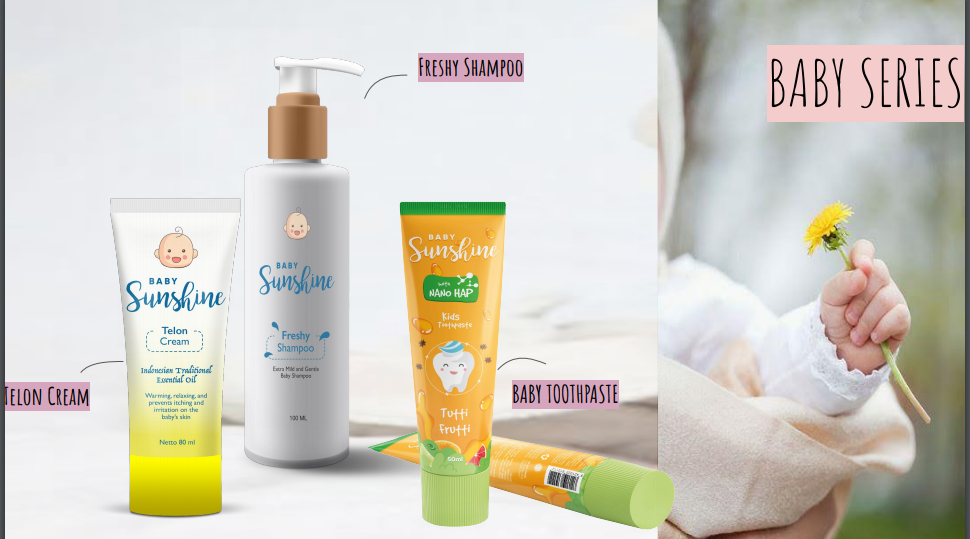 FRESHY SHAMPOO
BABY SERIES
BABY
Sunshine
Telon
Cream
Indonesian Traditional
Essential Oil
Warming, relaxing, and
prevents itching and
irritation on the
baby's skin
Netto 80 ml
TELON CREAM
BABY
Sunshine
Freshy
Shampoo
Extra Mild and Gentle
Baby Shampoo
100 ML
BABY
Sunshine
with
NANO HAP
Kids
Toothpaste
Tutti
Frutti
50ml
BABY TOOTHPASTE